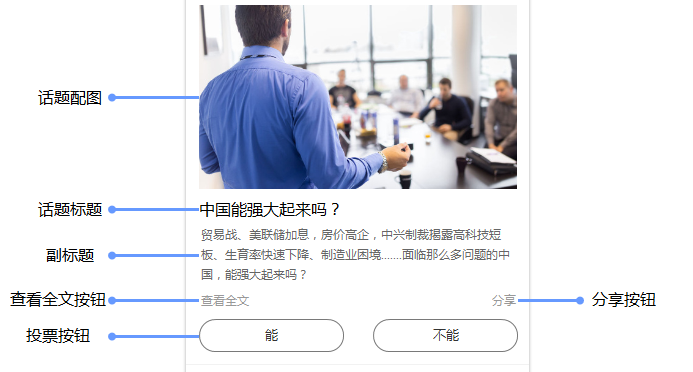 话题配图
话题标题
中国能强大起来吗？
副标题
贸易战、美联储加息，房价高企，中兴制裁揭露高科技短
板、生育率快速下降、制造业困境.......面临那么多问题的中
国，能强大起来吗？
查看全文按钮
查看全文
分享
分享按钮
投票按钮
能
不能